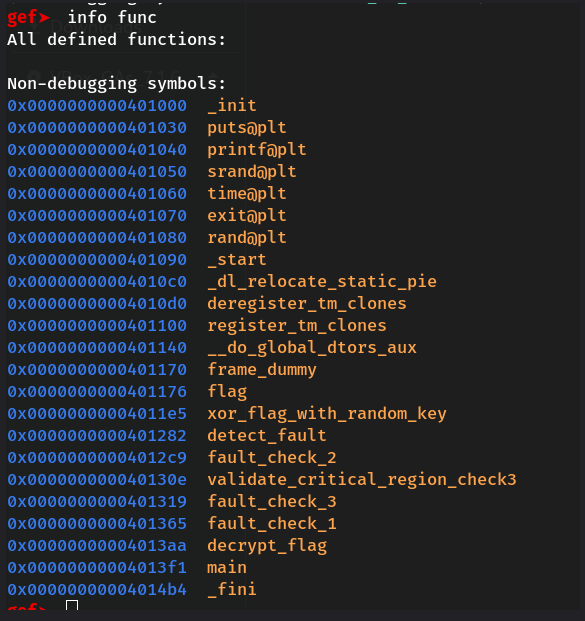 gef➤  info func
All defined functions:
Non-debugging symbols:
0x0000000000401000  _init
0x0000000000401030  puts@plt
0x0000000000401040  printf@plt
0x0000000000401050  srand@plt
0x0000000000401060  time@plt
0x0000000000401070  exit@plt
0x0000000000401080  rand@plt
0x0000000000401090  _start
0x00000000004010c0  _dl_relocate_static_pie
0x00000000004010d0  deregister_tm_clones
0x0000000000401100  register_tm_clones
0x0000000000401140  __do_global_dtors_aux
0x0000000000401170  frame_dummy
0x0000000000401176  flag
0x00000000004011e5  xor_flag_with_random_key
0x0000000000401282  detect_fault
0x00000000004012c9  fault_check_2
0x000000000040130e  validate_critical_region_check3
0x0000000000401319  fault_check_3
0x0000000000401365  fault_check_1
0x00000000004013aa  decrypt_flag
0x00000000004013f1  main
0x00000000004014b4  _fini
gef➤